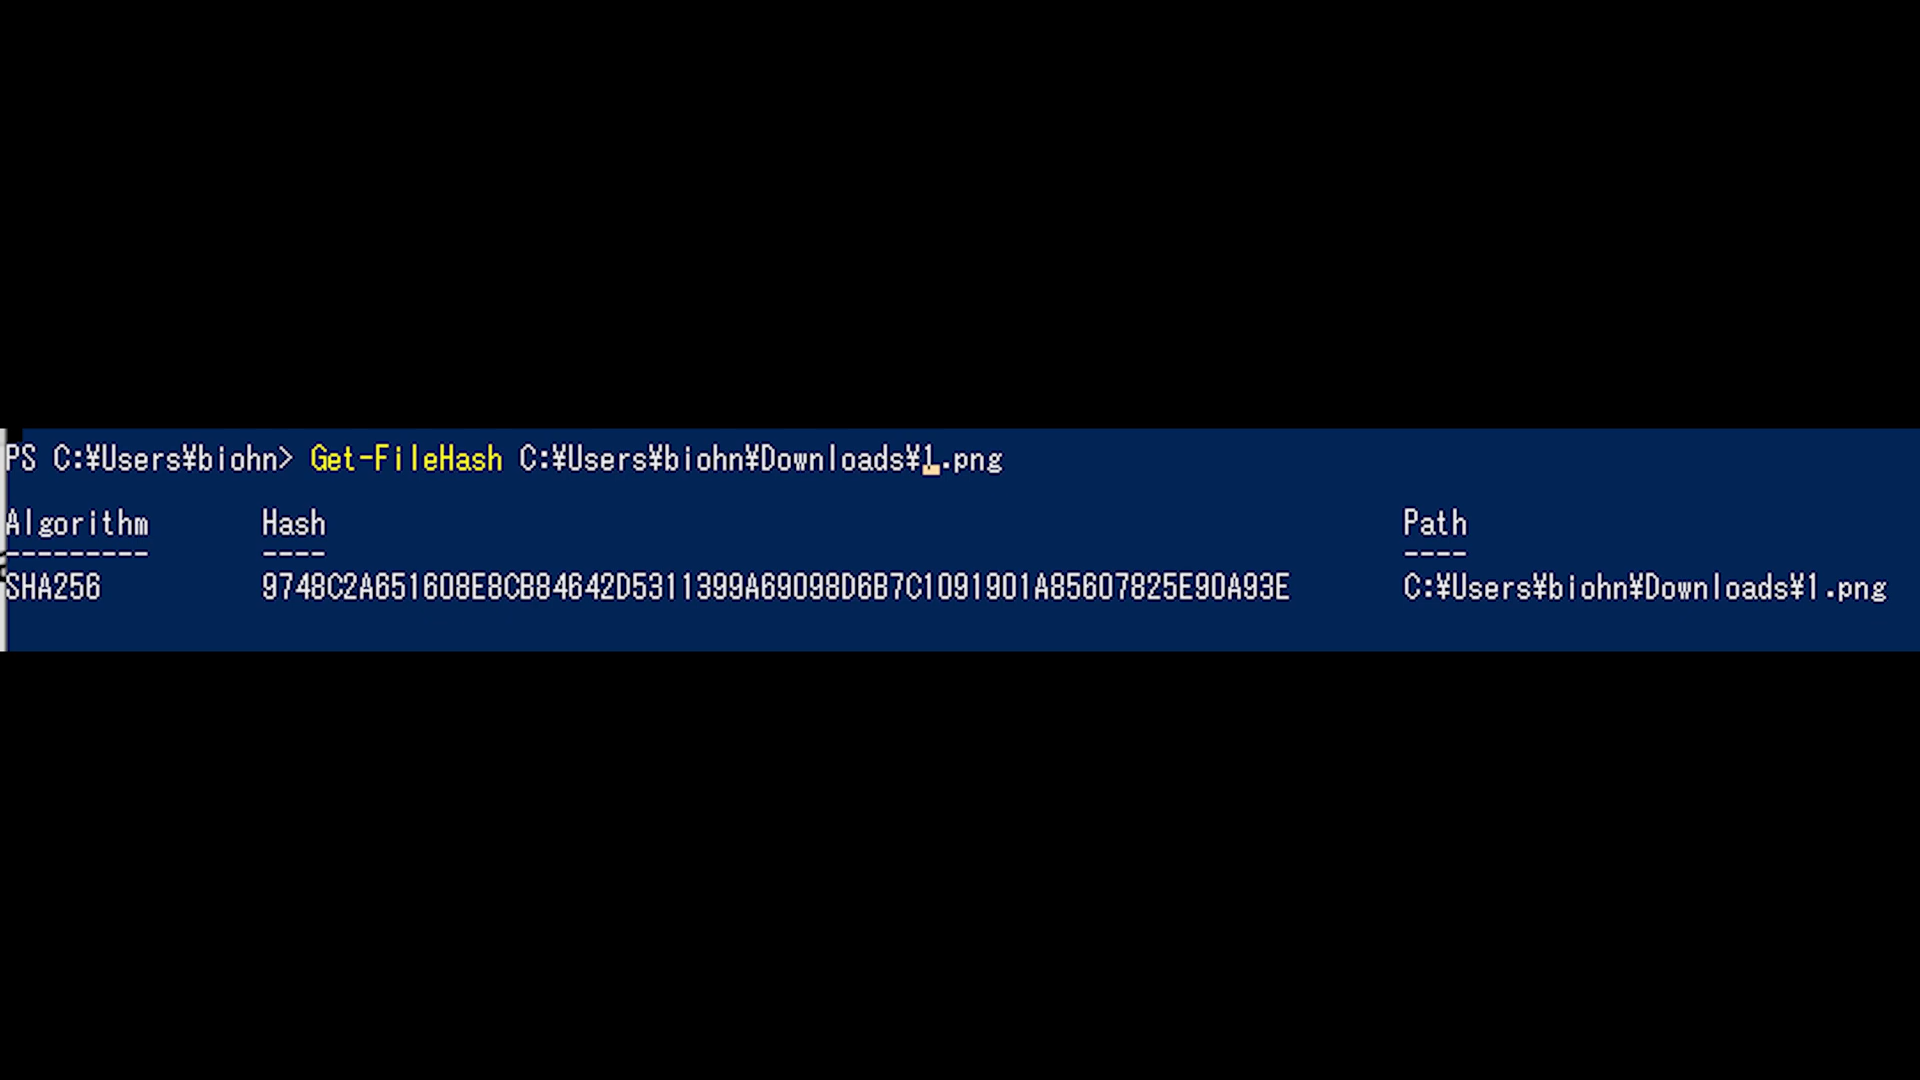 PS C:¥Users¥biohn> Get-FileHash C:¥Users¥biohn¥Downloads¥1.png
Algorithm Hash Path
--------- ---- ----
SHA256 9748C2A651608E8CB84642D5311399A69098D6B7C1091901A85607825E90A93E C:¥Users¥biohn¥Downloads¥1.png